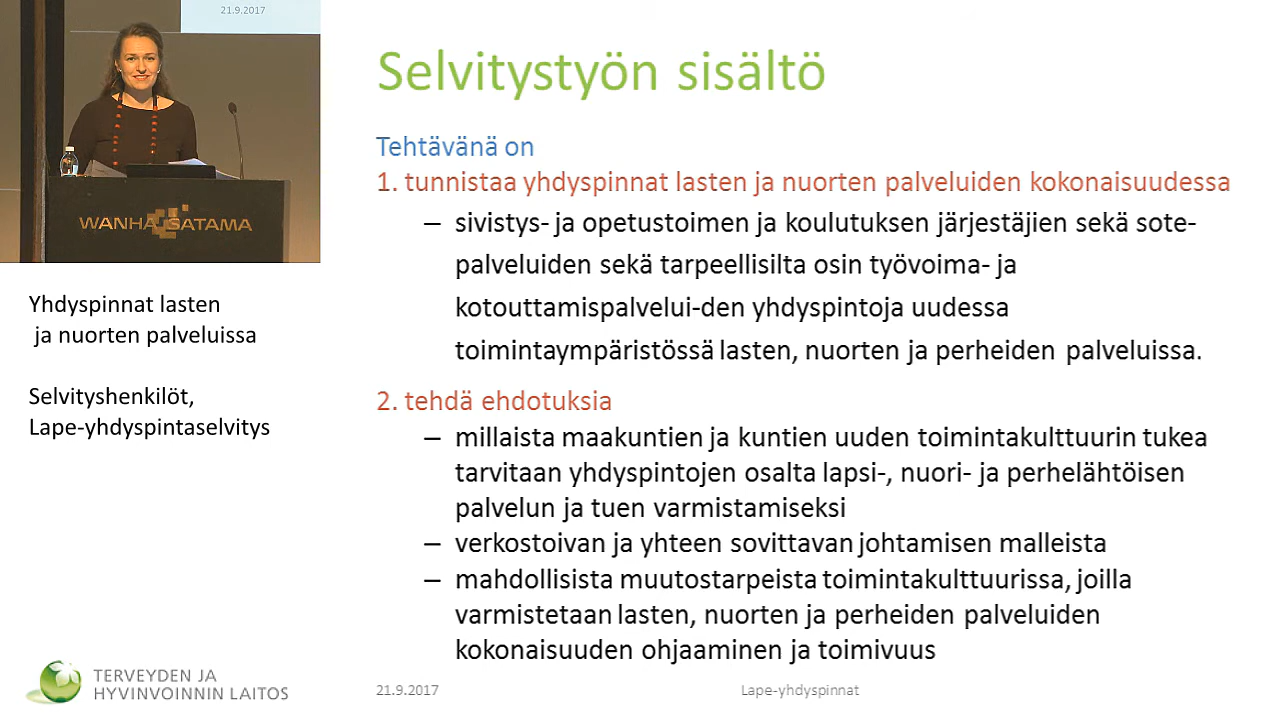 21.9.2017
WANHA SATAMA
Yhdyspinnat lasten
ja nuorten palveluissa
Selvityshenkilöt,
Lape-yhdyspintaselvitys
TERVEYDEN JA
HYVINVOINNIN LAITOS
Selvitystyön sisältö
Tehtävänä on
1. tunnistaa yhdyspinnat lasten ja nuorten palveluiden kokonaisuudessa
– sivistys- ja opetustoimen ja koulutuksen järjestäjien sekä sote-
palveluiden sekä tarpeellisilta osin työvoima- ja
kotouttamispalvelui-den yhdyspintoja uudessa
toimintaympäristössä lasten, nuorten ja perheiden palveluissa.
2. tehdä ehdotuksia
– millaista maakuntien ja kuntien uuden toimintakulttuurin tukea
tarvitaan yhdyspintojen osalta lapsi-, nuori- ja perhelähtöisen
palvelun ja tuen varmistamiseksi
– verkostoivan ja yhteen sovittavan johtamisen malleista
– mahdollisista muutostarpeista toimintakulttuurissa, joilla
varmistetaan lasten, nuorten ja perheiden palveluiden
kokonaisuuden ohjaaminen ja toimivuus
21.9.2017
Lape-yhdyspinnat